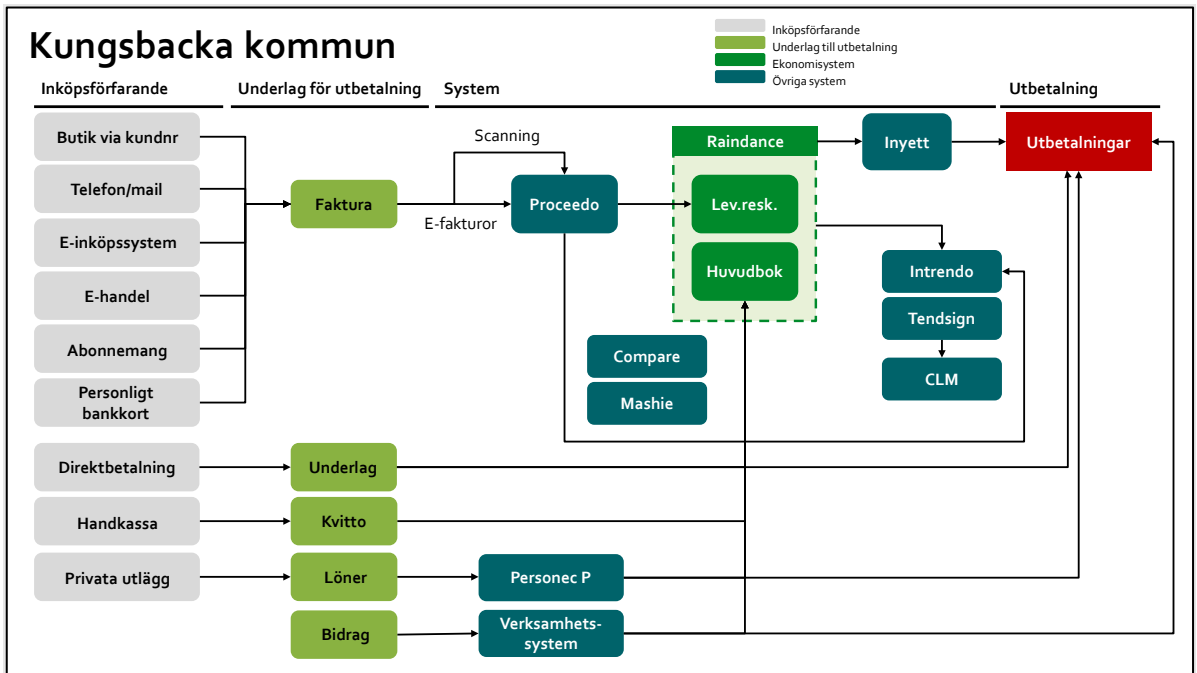 Kungsbacka kommun
Inköpsförfarande
Underlag till utbetalning
Ekonomisystem
Övriga system
Inköpsförfarande
Underlag för utbetalning
System
Utbetalning
Butik via kundnr
Telefon/mail
E-inköpssystem
E-handel
Abonnemang
Personligt
bankkort
Direktbetalning
Handkassa
Privata utlägg
Faktura
Underlag
Kvitto
Löner
Bidrag
Scanning
E-fakturor
Proceedo
Raindance
Lev.resk.
Huvudbok
Inyett
Utbetalningar
Intrendo
Tendsign
CLM
Compare
Mashie
Personec P
Verksamhets-
system